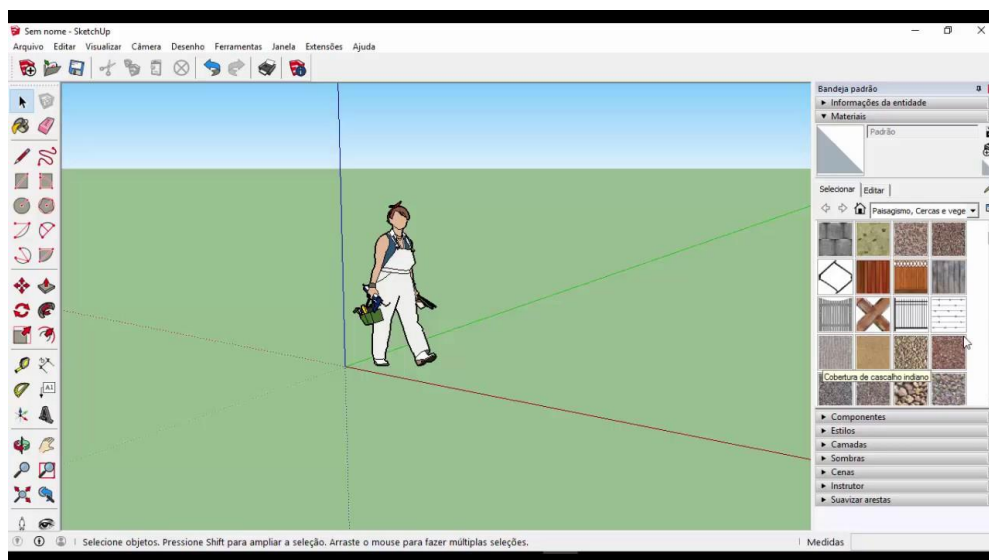 Sem nome - SketchUp
Arquivo Editar Visualizar Câmera Desenho Ferramentas Janela Extensões Ajuda
Bandeja padrão
Informações da entidade
Materiais
Padrão
Selecionar Editar
Paisagismo, Cercas e vege
A1
Cobertura de cascalho indiano
Componentes
Estilos
Camadas
Sombras
Cenas
Instrutor
Suavizar arestas
Selecione objetos. Pressione Shift para ampliar a seleção. Arraste o mouse para fazer múltiplas seleções.
Medidas